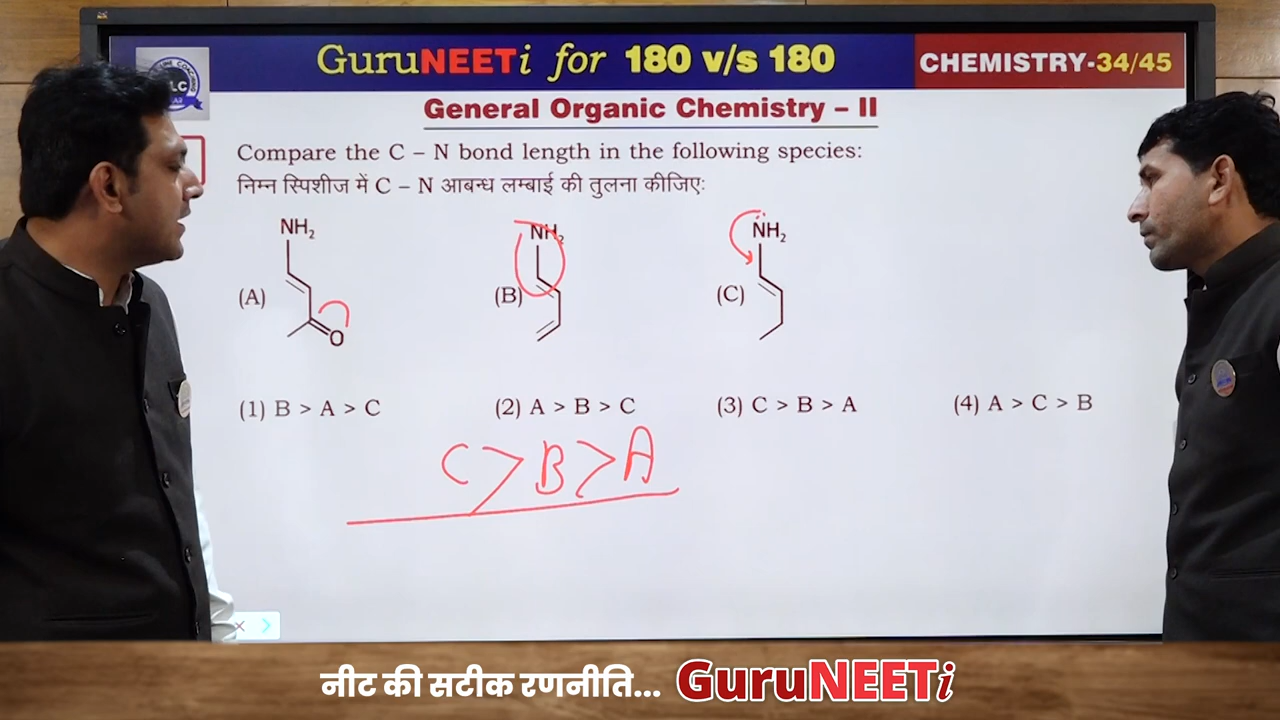 GuruNEETi for 180 v/s 180
CHEMISTRY-34/45
General Organic Chemistry – II
Compare the C – N bond length in the following species:
निम्न स्पिशीज में C – N आबन्ध लम्बाई की तुलना कीजिएः
NH₂ NH₂ NH₂
(A) (B) (C)
O
(1) B > A > C (2) A > B > C (3) C > B > A (4) A > C > B
C > B > A
नीट की सटीक रणनीति... GuruNEETi